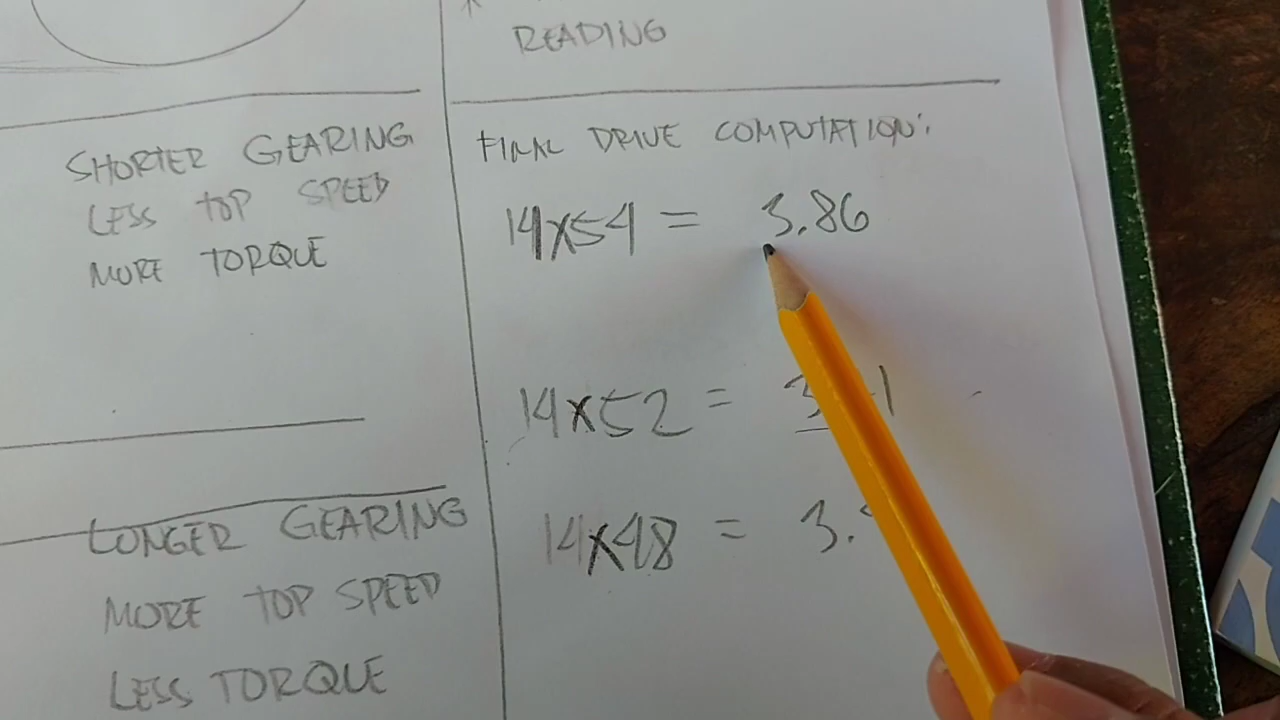 READING
SHORTER GEARING
LESS TOP SPEED
MORE TORQUE
FINAL DRIVE COMPUTATION:
14x54 = 3.86
14x52 =
14x48 = 3.
LONGER GEARING
MORE TOP SPEED
LESS TORQUE